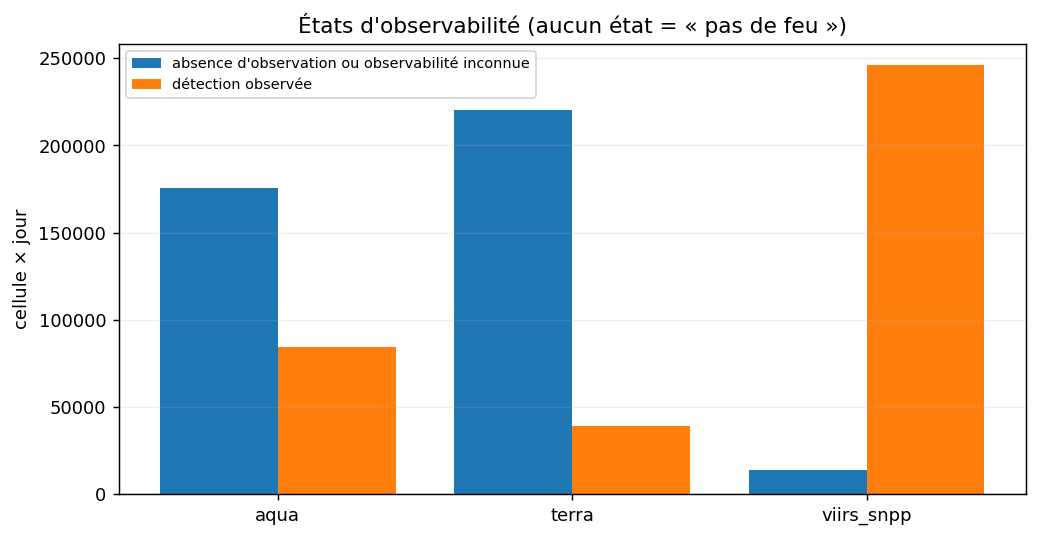 États d'observabilité (aucun état = « pas de feu »)
absence d'observation ou observabilité inconnue
détection observée
cellule × jour
250000
200000
150000
100000
50000
0
aqua
terra
viirs_snpp